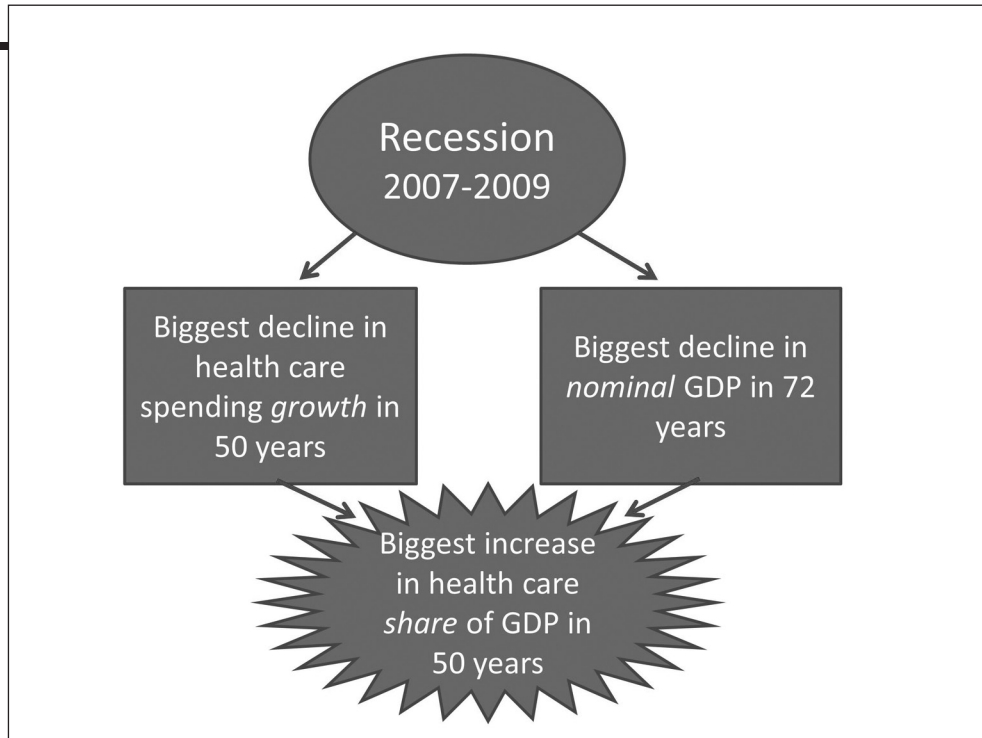 Recession
2007-2009
Biggest decline in
health care
spending growth in
50 years
Biggest decline in
nominal GDP in 72
years
Biggest increase
in health care
share of GDP in
50 years